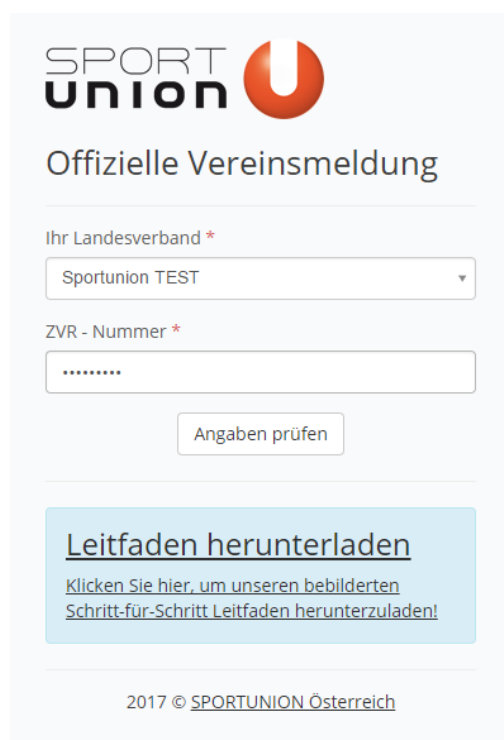 SPORT
union
Offizielle Vereinsmeldung
Ihr Landesverband *
Sportunion TEST
ZVR - Nummer *
•••••••••
Angaben prüfen
Leitfaden herunterladen
Klicken Sie hier, um unseren bebilderten
Schritt-für-Schritt Leitfaden herunterzuladen!
2017 © SPORTUNION Österreich